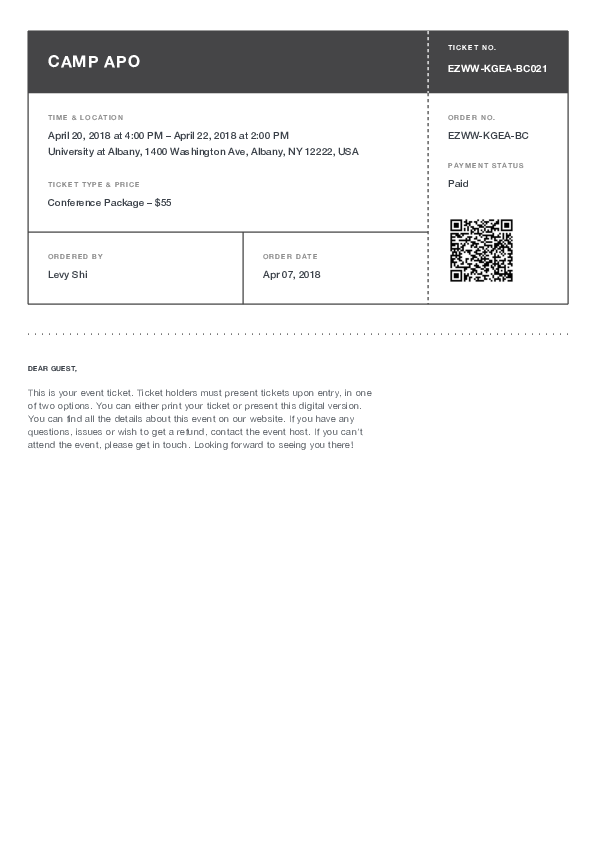 CAMP APO
TICKET NO.
EZWW-KGEA-BC021
TIME & LOCATION
April 20, 2018 at 4:00 PM – April 22, 2018 at 2:00 PM
University at Albany, 1400 Washington Ave, Albany, NY 12222, USA
TICKET TYPE & PRICE
Conference Package – $55
ORDERED BY
Levy Shi
ORDER DATE
Apr 07, 2018
ORDER NO.
EZWW-KGEA-BC
PAYMENT STATUS
Paid
DEAR GUEST,
This is your event ticket. Ticket holders must present tickets upon entry, in one
of two options. You can either print your ticket or present this digital version.
You can find all the details about this event on our website. If you have any
questions, issues or wish to get a refund, contact the event host. If you can't
attend the event, please get in touch. Looking forward to seeing you there!